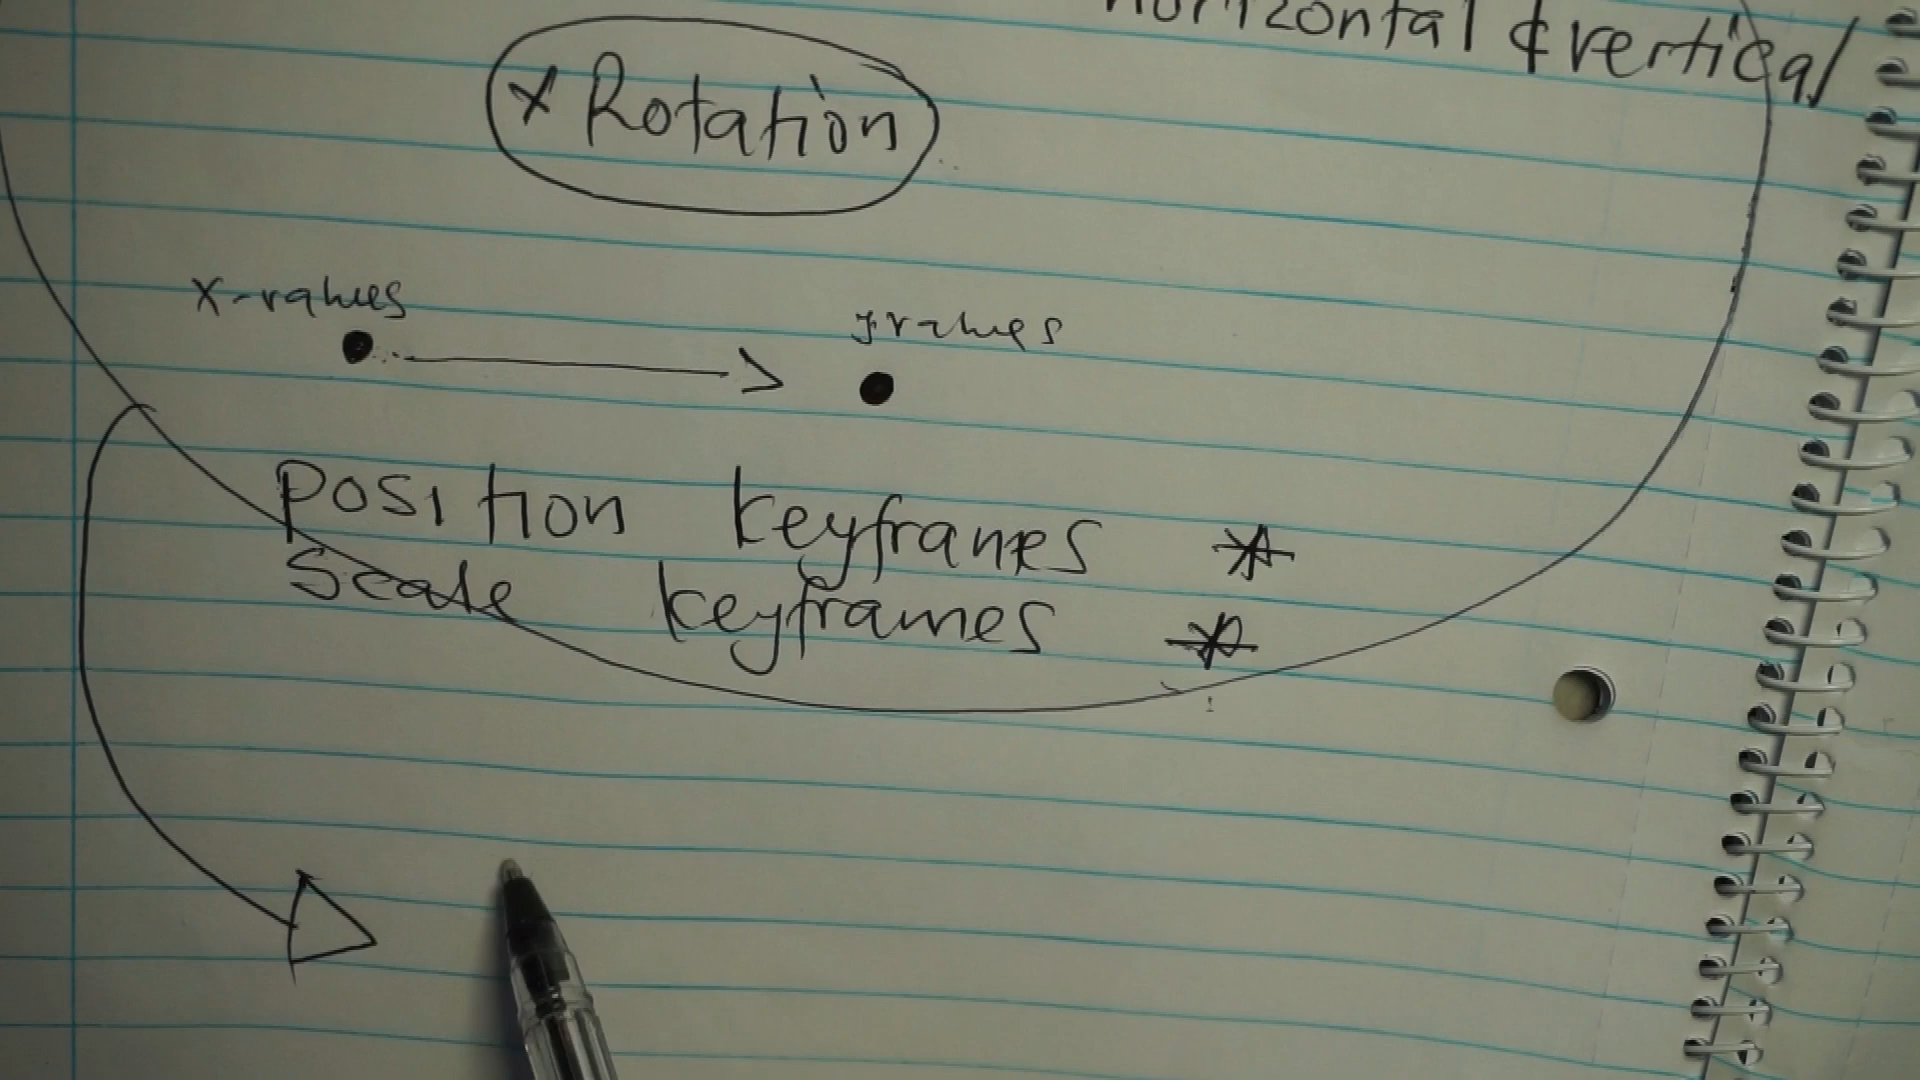 horizontal & vertical
* Rotation
x-values
y-values
Position keyframes *
Scale keyframes *